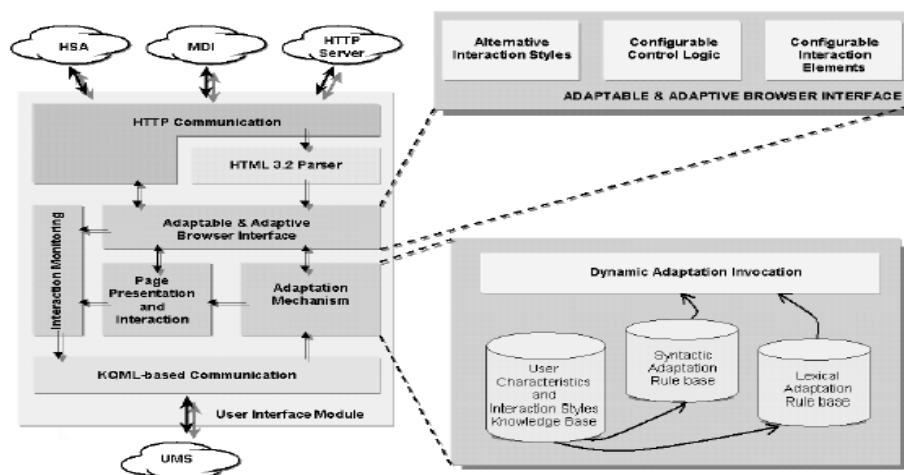 HSA
MDI
HTTP
Server
HTTP Communication
HTML 3.2 Parser
Adaptable & Adaptive
Browser Interface
Interaction Monitoring
Page
Presentation
and
Interaction
Adaptation
Mechanism
KQML-based Communication
User Interface Module
UMS
Alternative
Interaction Styles
Configurable
Control Logic
Configurable
Interaction
Elements
ADAPTABLE & ADAPTIVE BROWSER INTERFACE
Dynamic Adaptation Invocation
User
Characteristics
and
Interaction Styles
Knowledge Base
Syntactic
Adaptation
Rule base
Lexical
Adaptation
Rule base